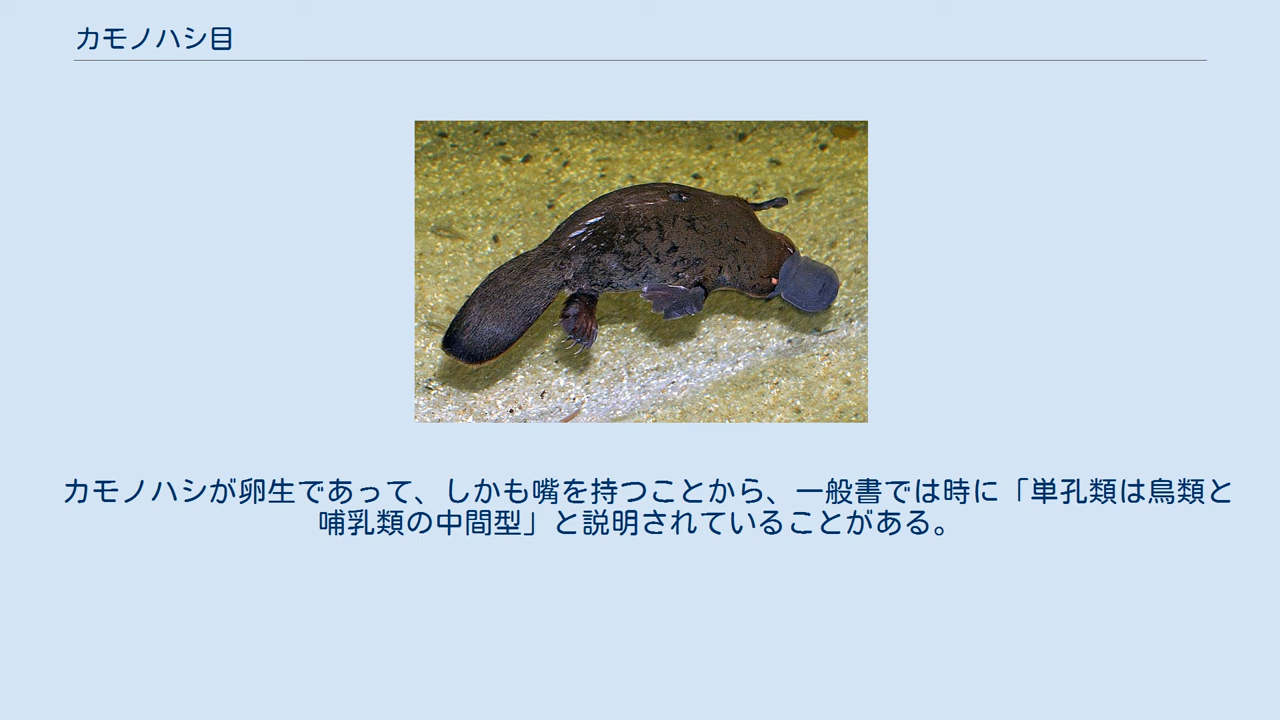 カモノハシ目
カモノハシが卵生であって、しかも嘴を持つことから、一般書では時に「単孔類は鳥類と
哺乳類の中間型」と説明されていることがある。